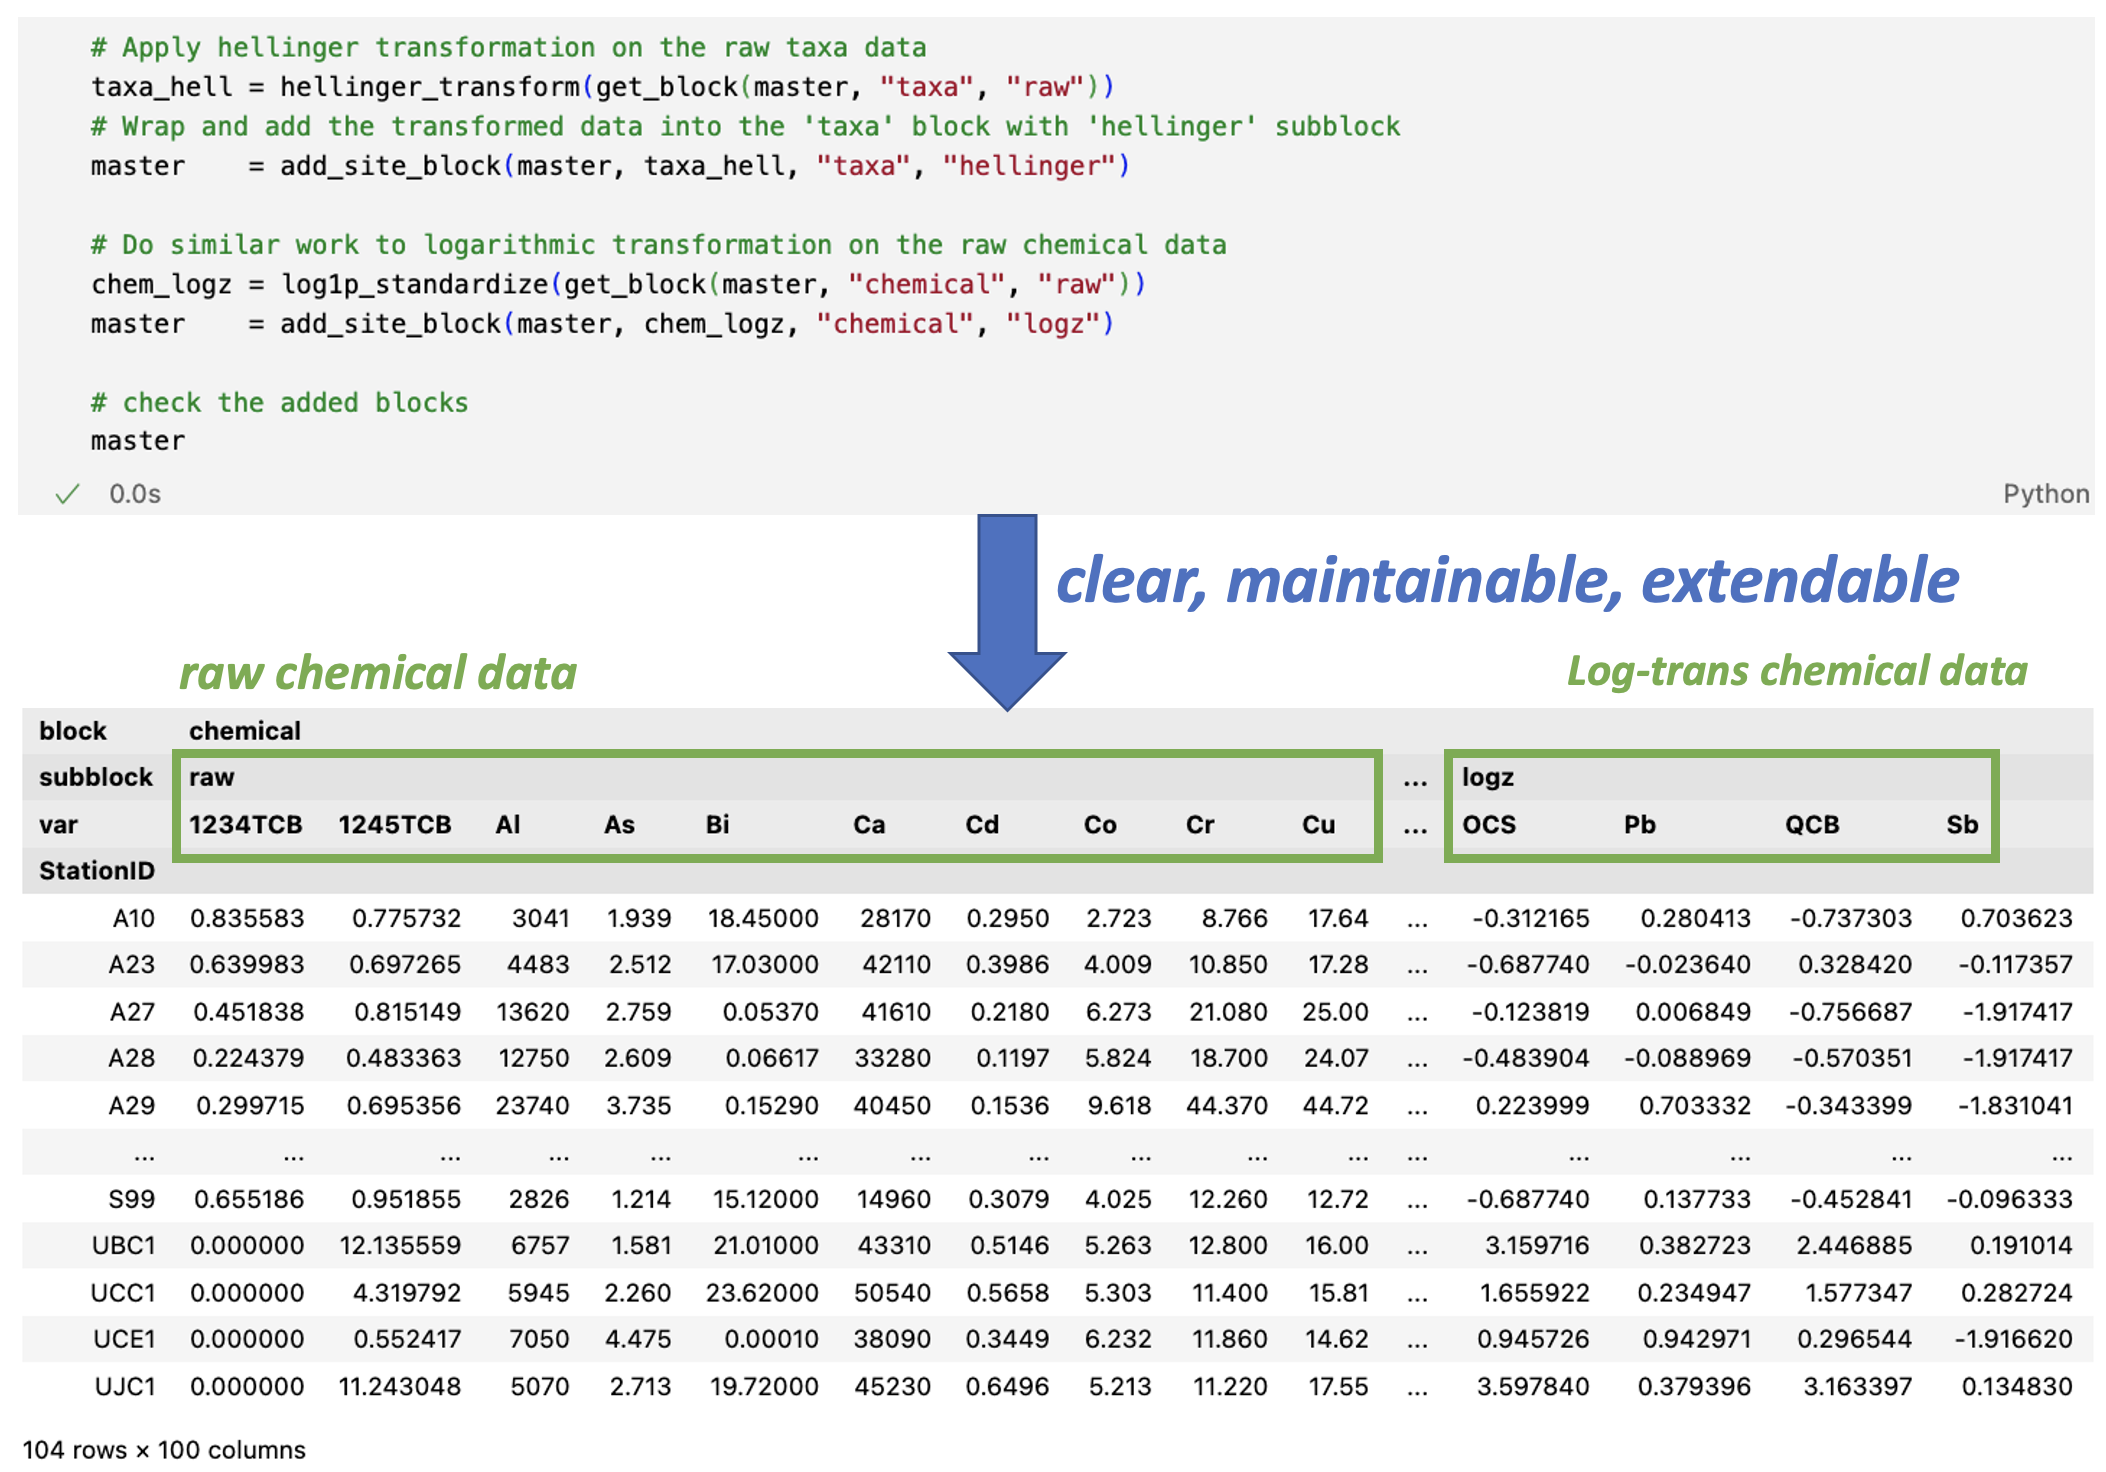 # Apply hellinger transformation on the raw taxa data
taxa_hell = hellinger_transform(get_block(master, "taxa", "raw"))
# Wrap and add the transformed data into the 'taxa' block with 'hellinger' subblock
master    = add_site_block(master, taxa_hell, "taxa", "hellinger")
# Do similar work to logarithmic transformation on the raw chemical data
chem_logz = log1p_standardize(get_block(master, "chemical", "raw"))
master    = add_site_block(master, chem_logz, "chemical", "logz")
# check the added blocks
master
0.0s Python
clear, maintainable, extendable
raw chemical data Log-trans chemical data
block chemical
subblock raw ... logz
var 1234TCB 1245TCB Al As Bi Ca Cd Co Cr Cu ... OCS Pb QCB Sb
StationID
A10 0.835583 0.775732 3041 1.939 18.45000 28170 0.2950 2.723 8.766 17.64 ... -0.312165 0.280413 -0.737303 0.703623
A23 0.639983 0.697265 4483 2.512 17.03000 42110 0.3986 4.009 10.850 17.28 ... -0.687740 -0.023640 0.328420 -0.117357
A27 0.451838 0.815149 13620 2.759 0.05370 41610 0.2180 6.273 21.080 25.00 ... -0.123819 0.006849 -0.756687 -1.917417
A28 0.224379 0.483363 12750 2.609 0.06617 33280 0.1197 5.824 18.700 24.07 ... -0.483904 -0.088969 -0.570351 -1.917417
A29 0.299715 0.695356 23740 3.735 0.15290 40450 0.1536 9.618 44.370 44.72 ... 0.223999 0.703332 -0.343399 -1.831041
... ... ... ... ... ... ... ... ... ... ... ... ... ... ... ...
S99 0.655186 0.951855 2826 1.214 15.12000 14960 0.3079 4.025 12.260 12.72 ... -0.687740 0.137733 -0.452841 -0.096333
UBC1 0.000000 12.135559 6757 1.581 21.01000 43310 0.5146 5.263 12.800 16.00 ... 3.159716 0.382723 2.446885 0.191014
UCC1 0.000000 4.319792 5945 2.260 23.62000 50540 0.5658 5.303 11.400 15.81 ... 1.655922 0.234947 1.577347 0.282724
UCE1 0.000000 0.552417 7050 4.475 0.00010 38090 0.3449 6.232 11.860 14.62 ... 0.945726 0.942971 0.296544 -1.916620
UJC1 0.000000 11.243048 5070 2.713 19.72000 45230 0.6496 5.213 11.220 17.55 ... 3.597840 0.379396 3.163397 0.134830
104 rows × 100 columns